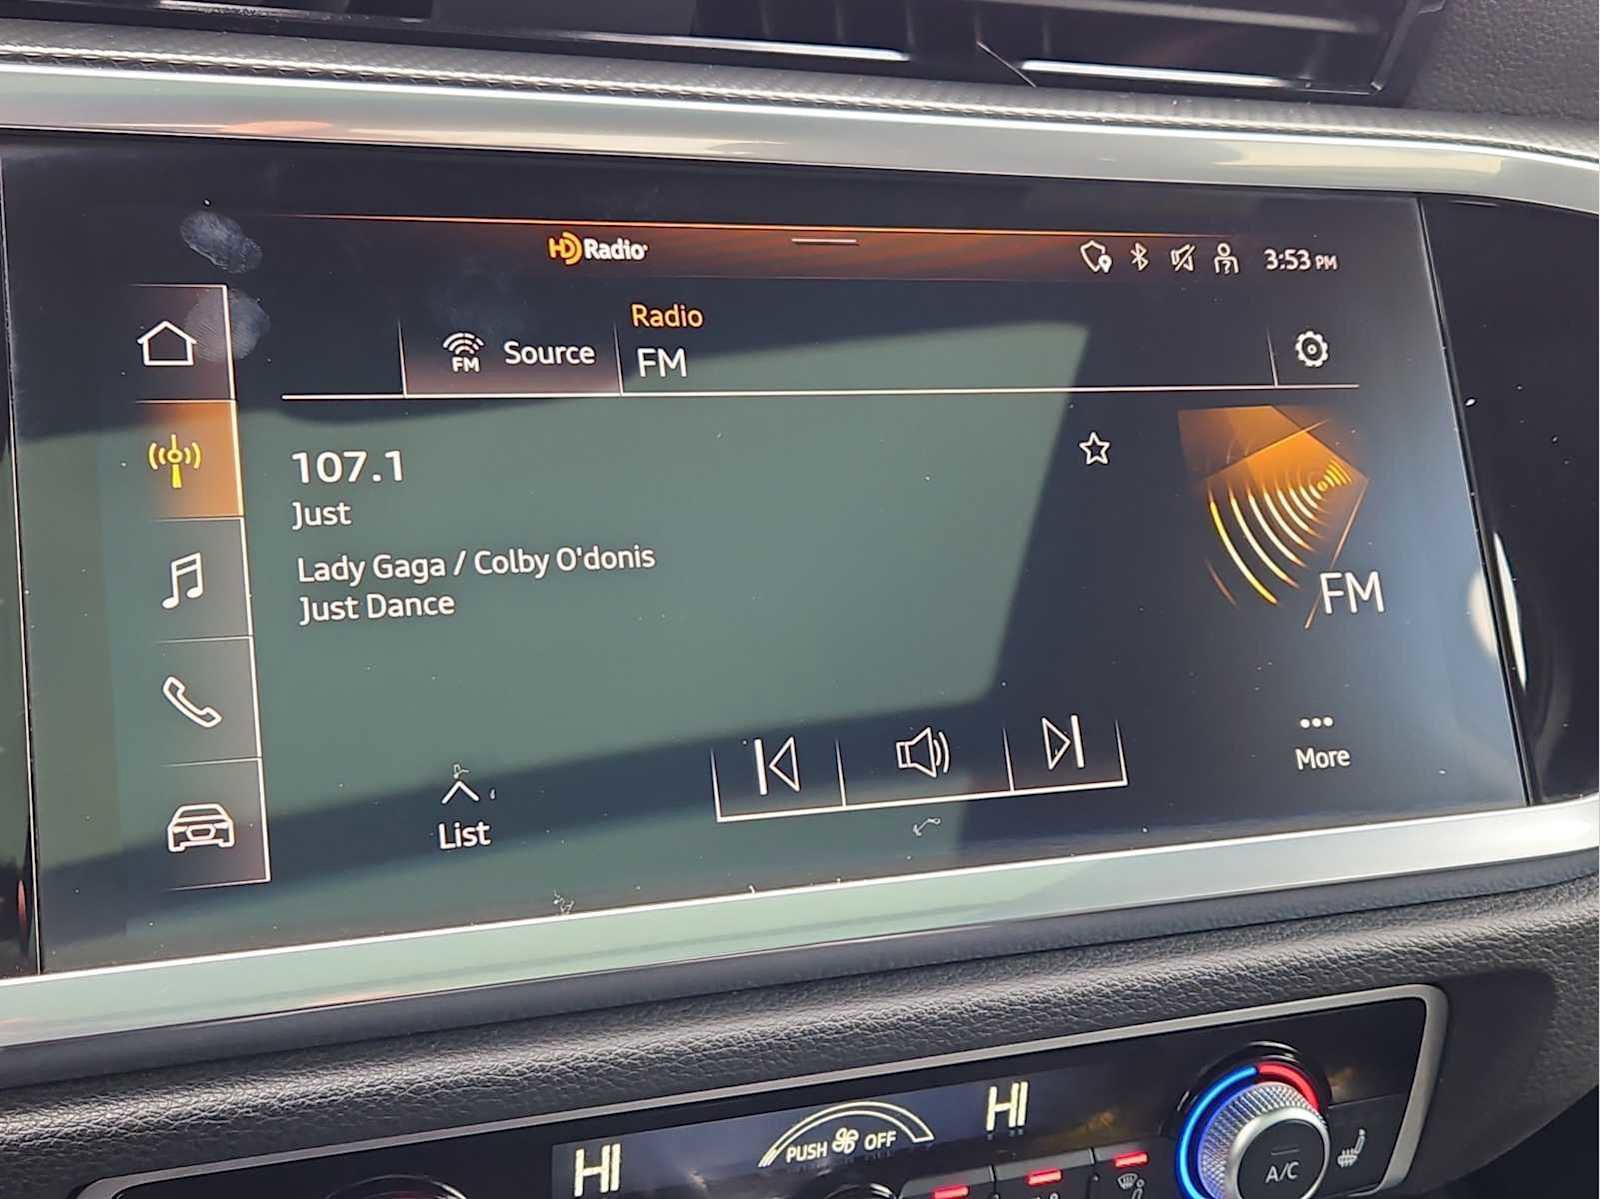 HD Radio
3:53 PM
Radio
FM Source
FM
107.1
Just
Lady Gaga / Colby O'donis
Just Dance
FM
List
••• 
More
HI
PUSH OFF
HI
A/C